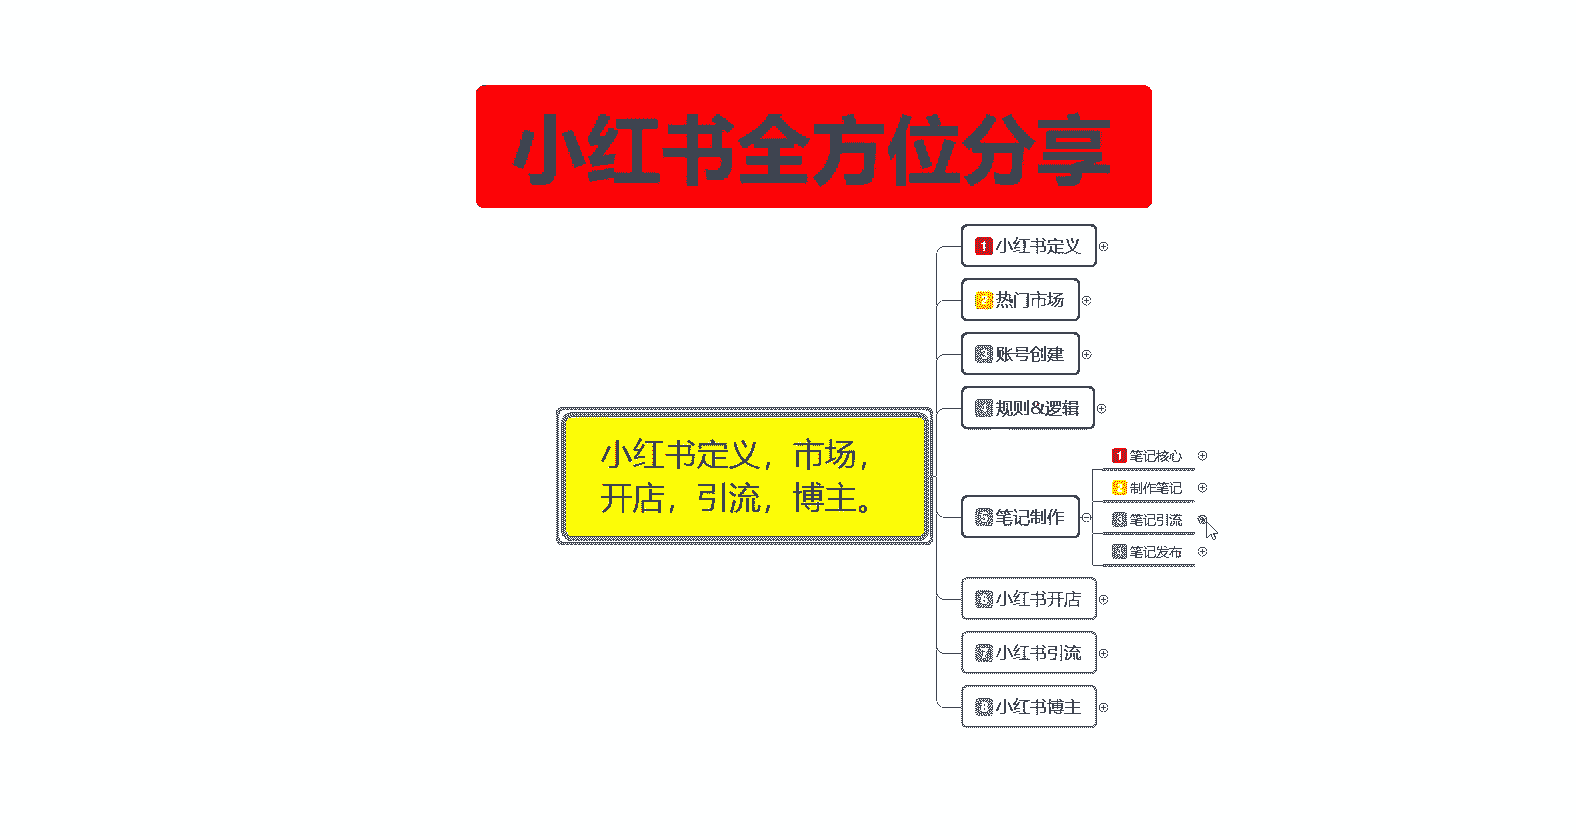 小红书全方位分享
1 小红书定义
2 热门市场
3 账号创建
4 规则&逻辑
小红书定义，市场，
开店，引流，博主。
5 笔记制作
1 笔记核心
2 制作笔记
3 笔记引流
4 笔记发布
6 小红书开店
7 小红书引流
8 小红书博主